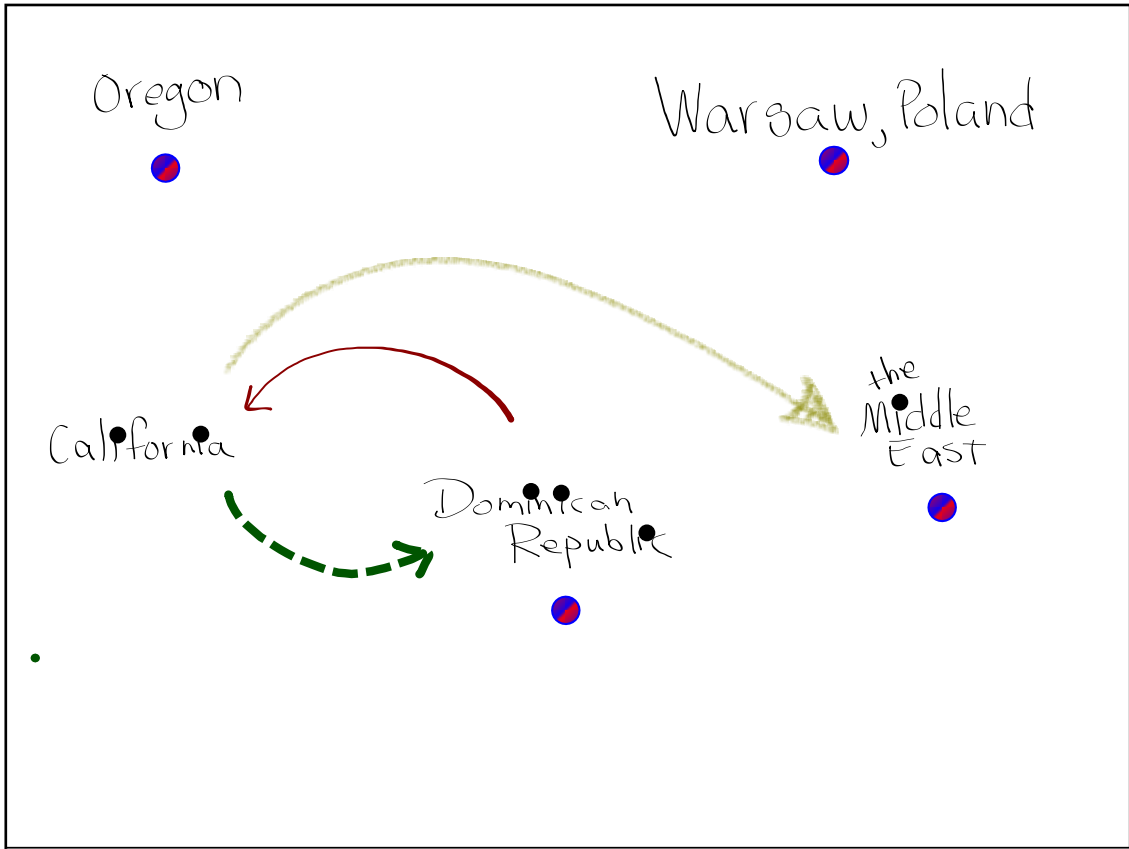 Oregon
Warsaw, Poland
the
Middle
East
California
Dominican
Republic